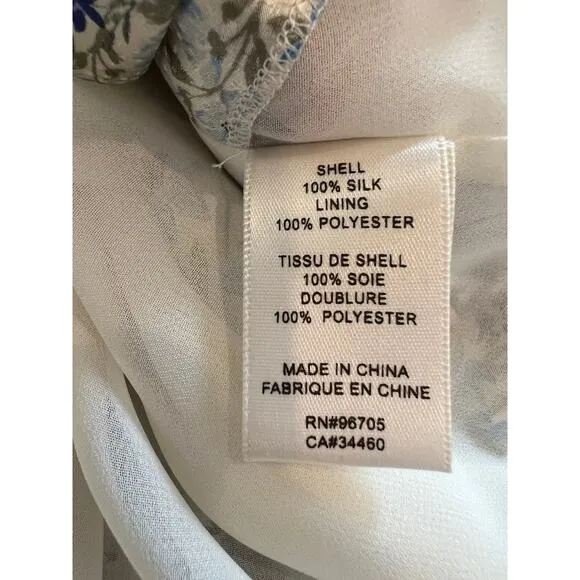 SHELL
100% SILK
LINING
100% POLYESTER
TISSU DE SHELL
100% SOIE
DOUBLURE
100% POLYESTER
MADE IN CHINA
FABRIQUE EN CHINE
RN#96705
CA#34460